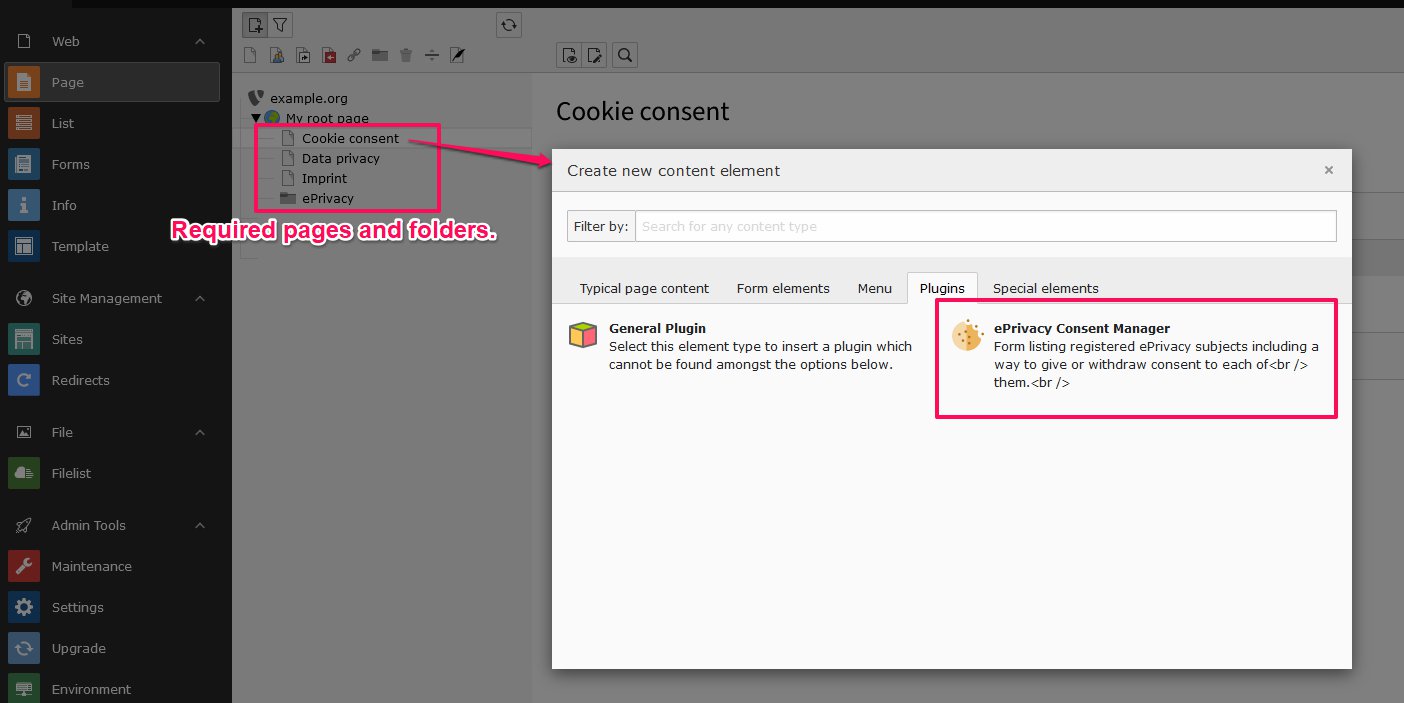 Web
Page
List
Forms
Info
Template
Site Management
Sites
Redirects
File
Filelist
Admin Tools
Maintenance
Settings
Upgrade
Environment
example.org
My root page
Cookie consent
Data privacy
Imprint
ePrivacy
Required pages and folders.
Cookie consent
Create new content element
×
Filter by:
Search for any content type
Typical page content
Form elements
Menu
Plugins
Special elements
General Plugin
Select this element type to insert a plugin which
cannot be found amongst the options below.
ePrivacy Consent Manager
Form listing registered ePrivacy subjects including a
way to give or withdraw consent to each of<br />
them.<br />